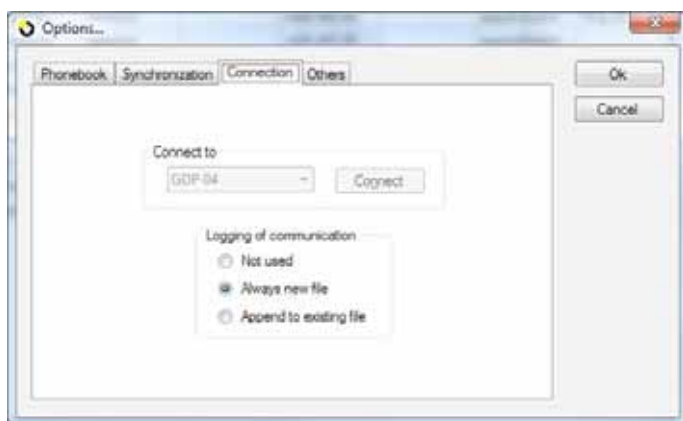 Options...
Phonebook Synchronization Connection Others
Ok
Cancel
Connect to
GDP-04 Connect
Logging of communication
Not used
Always new file
Append to existing file